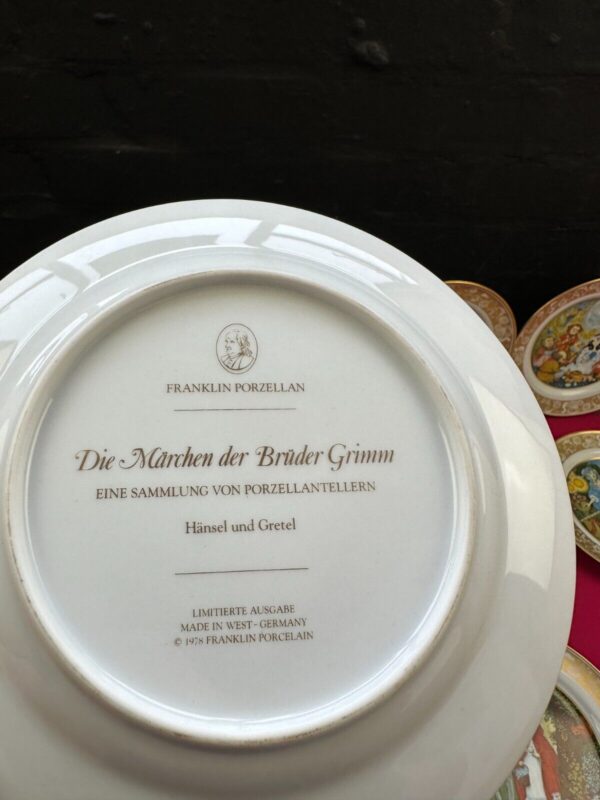 FRANKLIN PORZELLAN
Die Märchen der Brüder Grimm
EINE SAMMLUNG VON PORZELLANTELLERN
Hänsel und Gretel
LIMITIERTE AUSGABE
MADE IN WEST-GERMANY
© 1978 FRANKLIN PORCELAIN